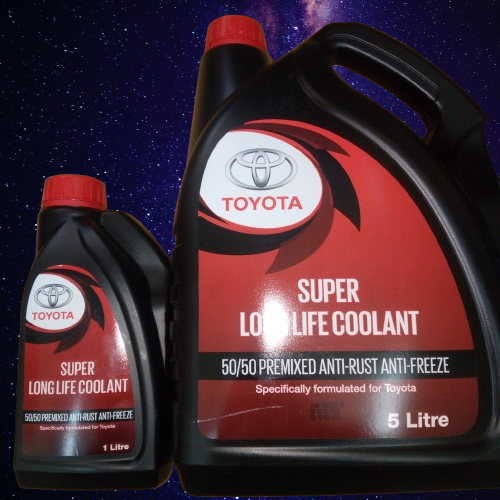 TOYOTA
SUPER
LONG LIFE COOLANT
50/50 PREMIXED ANTI-RUST ANTI-FREEZE
Specifically formulated for Toyota
1 Litre
TOYOTA
SUPER
LONG LIFE COOLANT
50/50 PREMIXED ANTI-RUST ANTI-FREEZE
Specifically formulated for Toyota
5 Litre